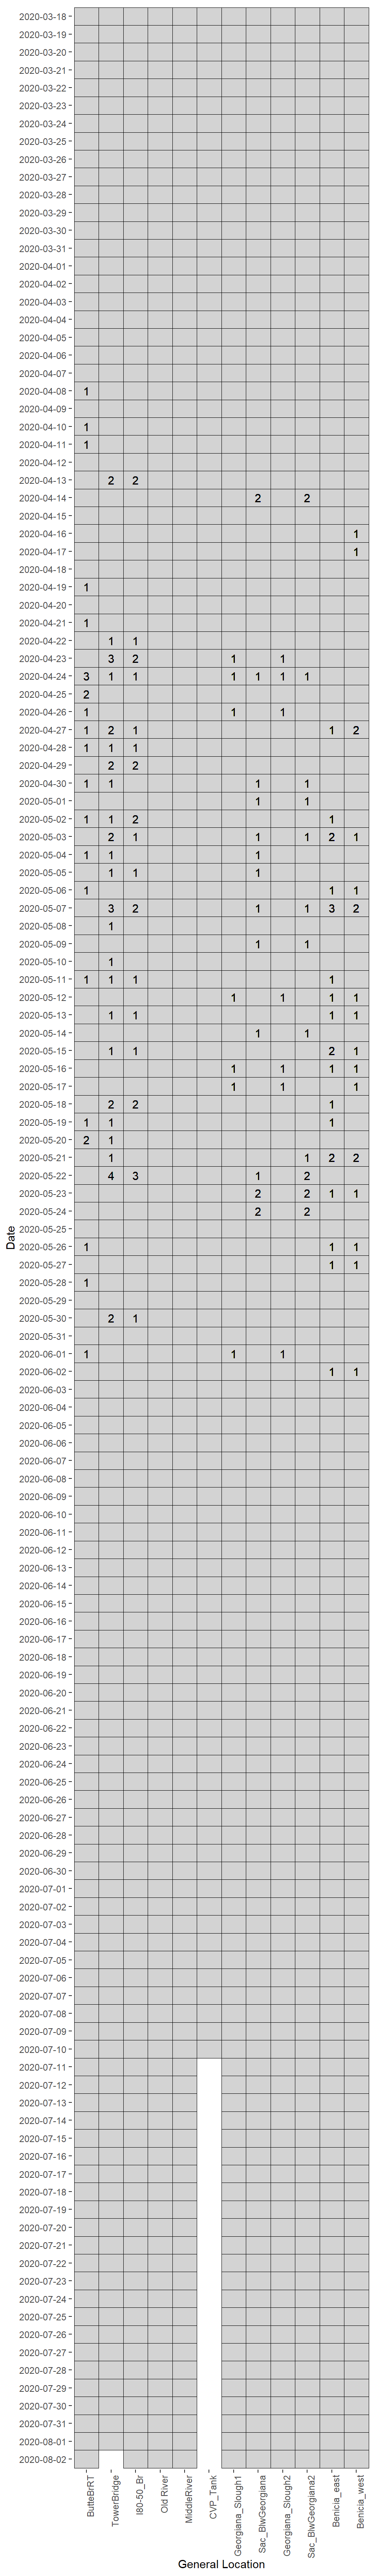 2020-03-18
2020-03-19
2020-03-20
2020-03-21
2020-03-22
2020-03-23
2020-03-24
2020-03-25
2020-03-26
2020-03-27
2020-03-28
2020-03-29
2020-03-30
2020-03-31
2020-04-01
2020-04-02
2020-04-03
2020-04-04
2020-04-05
2020-04-06
2020-04-07
2020-04-08 1
2020-04-09
2020-04-10 1
2020-04-11 1
2020-04-12
2020-04-13 2 2
2020-04-14 2 2
2020-04-15
2020-04-16 1
2020-04-17 1
2020-04-18
2020-04-19 1
2020-04-20
2020-04-21 1
2020-04-22 1 1
2020-04-23 3 2 1 1
2020-04-24 3 1 1 1 1 1 1
2020-04-25 2
2020-04-26 1 1 1
2020-04-27 1 2 1 1 2
2020-04-28 1 1 1
2020-04-29 2 2
2020-04-30 1 1 1 1
2020-05-01 1 1
2020-05-02 1 1 2 1
2020-05-03 2 1 1 1 2 1
2020-05-04 1 1 1
2020-05-05 1 1 1
2020-05-06 1 1 1
2020-05-07 3 2 1 1 3 2
2020-05-08 1
2020-05-09 1 1
2020-05-10 1
2020-05-11 1 1 1 1
2020-05-12 1 1 1 1
2020-05-13 1 1 1 1
2020-05-14 1 1
2020-05-15 1 1 2 1
2020-05-16 1 1 1 1
2020-05-17 1 1 1
2020-05-18 2 2 1
2020-05-19 1 1 1
2020-05-20 2 1
2020-05-21 1 1 2 2
2020-05-22 4 3 1 2
2020-05-23 2 2 1 1
2020-05-24 2 2
2020-05-25
2020-05-26 1 1 1
2020-05-27 1 1
2020-05-28 1
2020-05-29
2020-05-30 2 1
2020-05-31
2020-06-01 1 1 1
2020-06-02 1 1
2020-06-03
2020-06-04
2020-06-05
2020-06-06
2020-06-07
2020-06-08
2020-06-09
2020-06-10
2020-06-11
2020-06-12
2020-06-13
2020-06-14
2020-06-15
2020-06-16
2020-06-17
2020-06-18
2020-06-19
2020-06-20
2020-06-21
2020-06-22
2020-06-23
2020-06-24
2020-06-25
2020-06-26
2020-06-27
2020-06-28
2020-06-29
2020-06-30
2020-07-01
2020-07-02
2020-07-03
2020-07-04
2020-07-05
2020-07-06
2020-07-07
2020-07-08
2020-07-09
2020-07-10
2020-07-11
2020-07-12
2020-07-13
2020-07-14
2020-07-15
2020-07-16
2020-07-17
2020-07-18
2020-07-19
2020-07-20
2020-07-21
2020-07-22
2020-07-23
2020-07-24
2020-07-25
2020-07-26
2020-07-27
2020-07-28
2020-07-29
2020-07-30
2020-07-31
2020-08-01
2020-08-02
Date
ButteBrRT
TowerBridge
I80-50_Br
Old River
MiddleRiver
CVP_Tank
Georgiana_Slough1
Sac_BlwGeorgiana
Georgiana_Slough2
Sac_BlwGeorgiana2
Benicia_east
Benicia_west
General Location